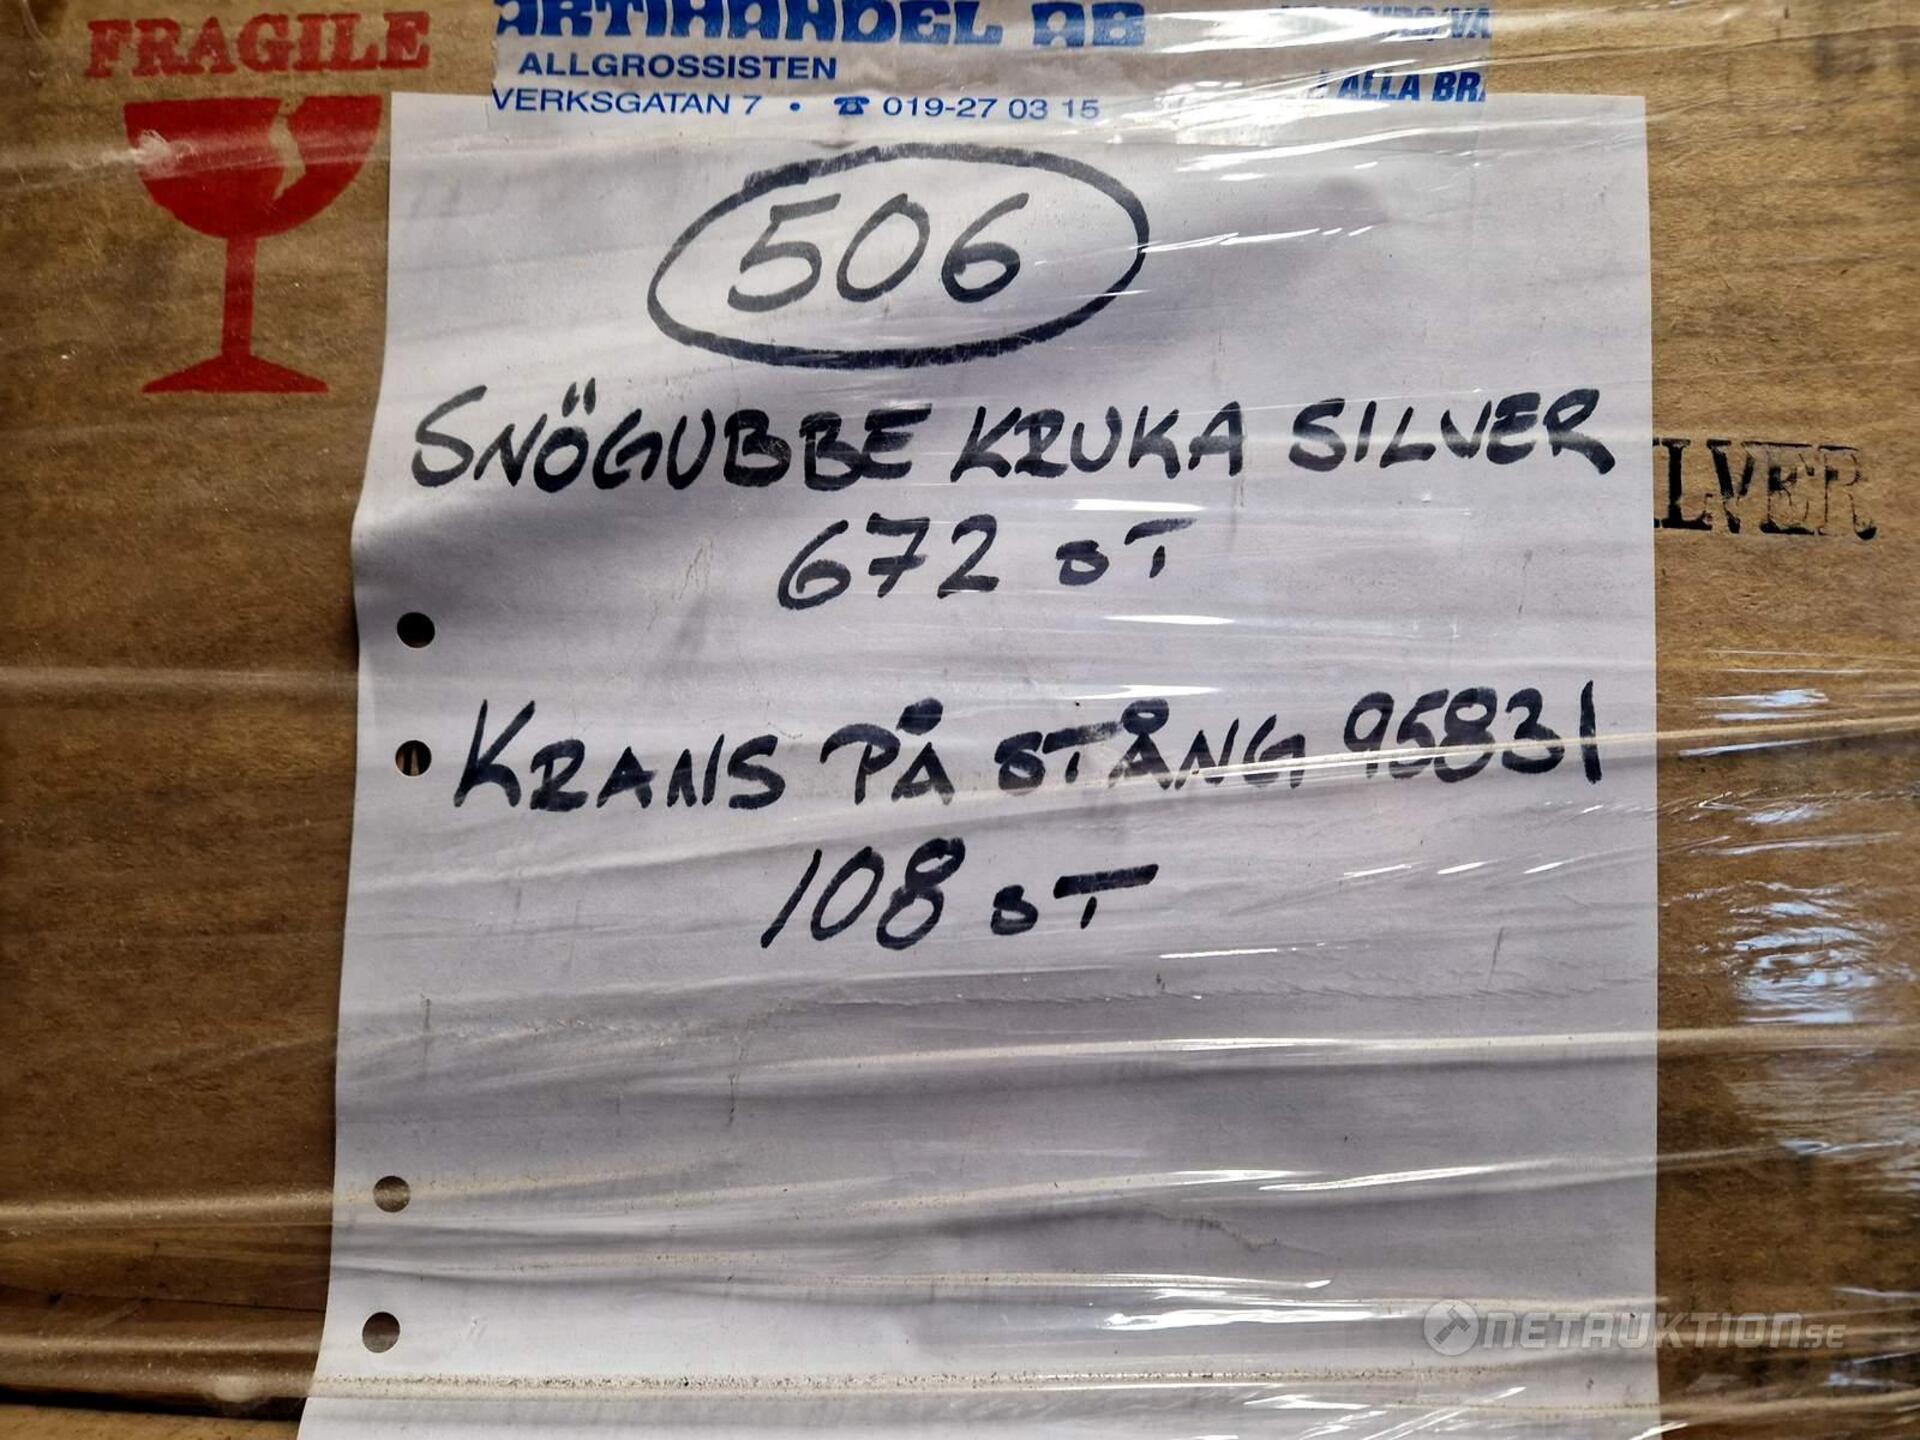 FRAGILE
ARTIHANDEL AB
ALLGROSSISTEN
VERKSGATAN 7 • ☎ 019-27 03 15
ALLA BR
506
SNÖGUBBE KRUKA SILVER
ILVER
672 ST
KRANS PÅ STÅNG 95831
108 ST
NETAUKTION.SE